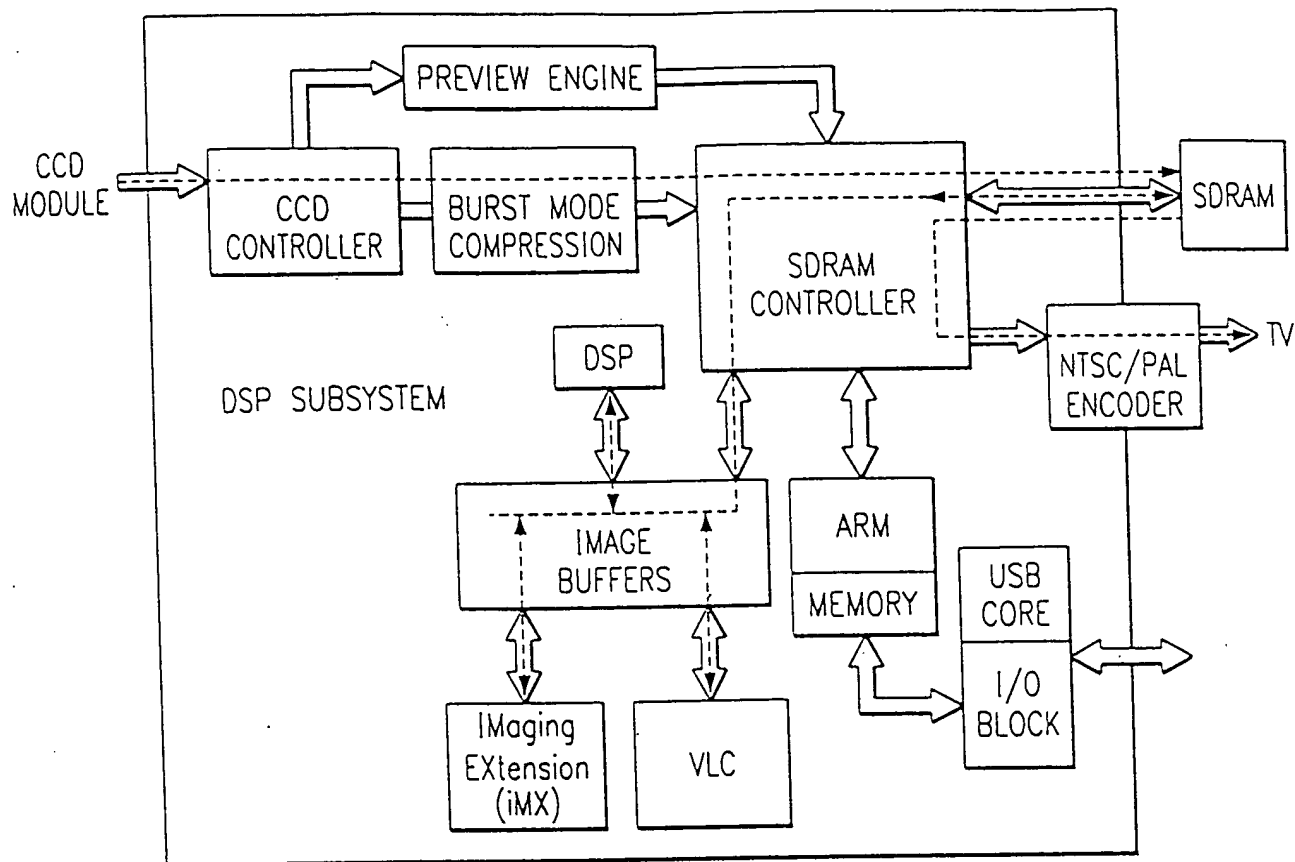 PREVIEW ENGINE
CCD
MODULE
CCD
CONTROLLER
BURST MODE
COMPRESSION
SDRAM
CONTROLLER
SDRAM
DSP
DSP SUBSYSTEM
NTSC/PAL
ENCODER
TV
IMAGE
BUFFERS
ARM
MEMORY
USB
CORE
I/O
BLOCK
IMaging
EXtension
(iMX)
VLC